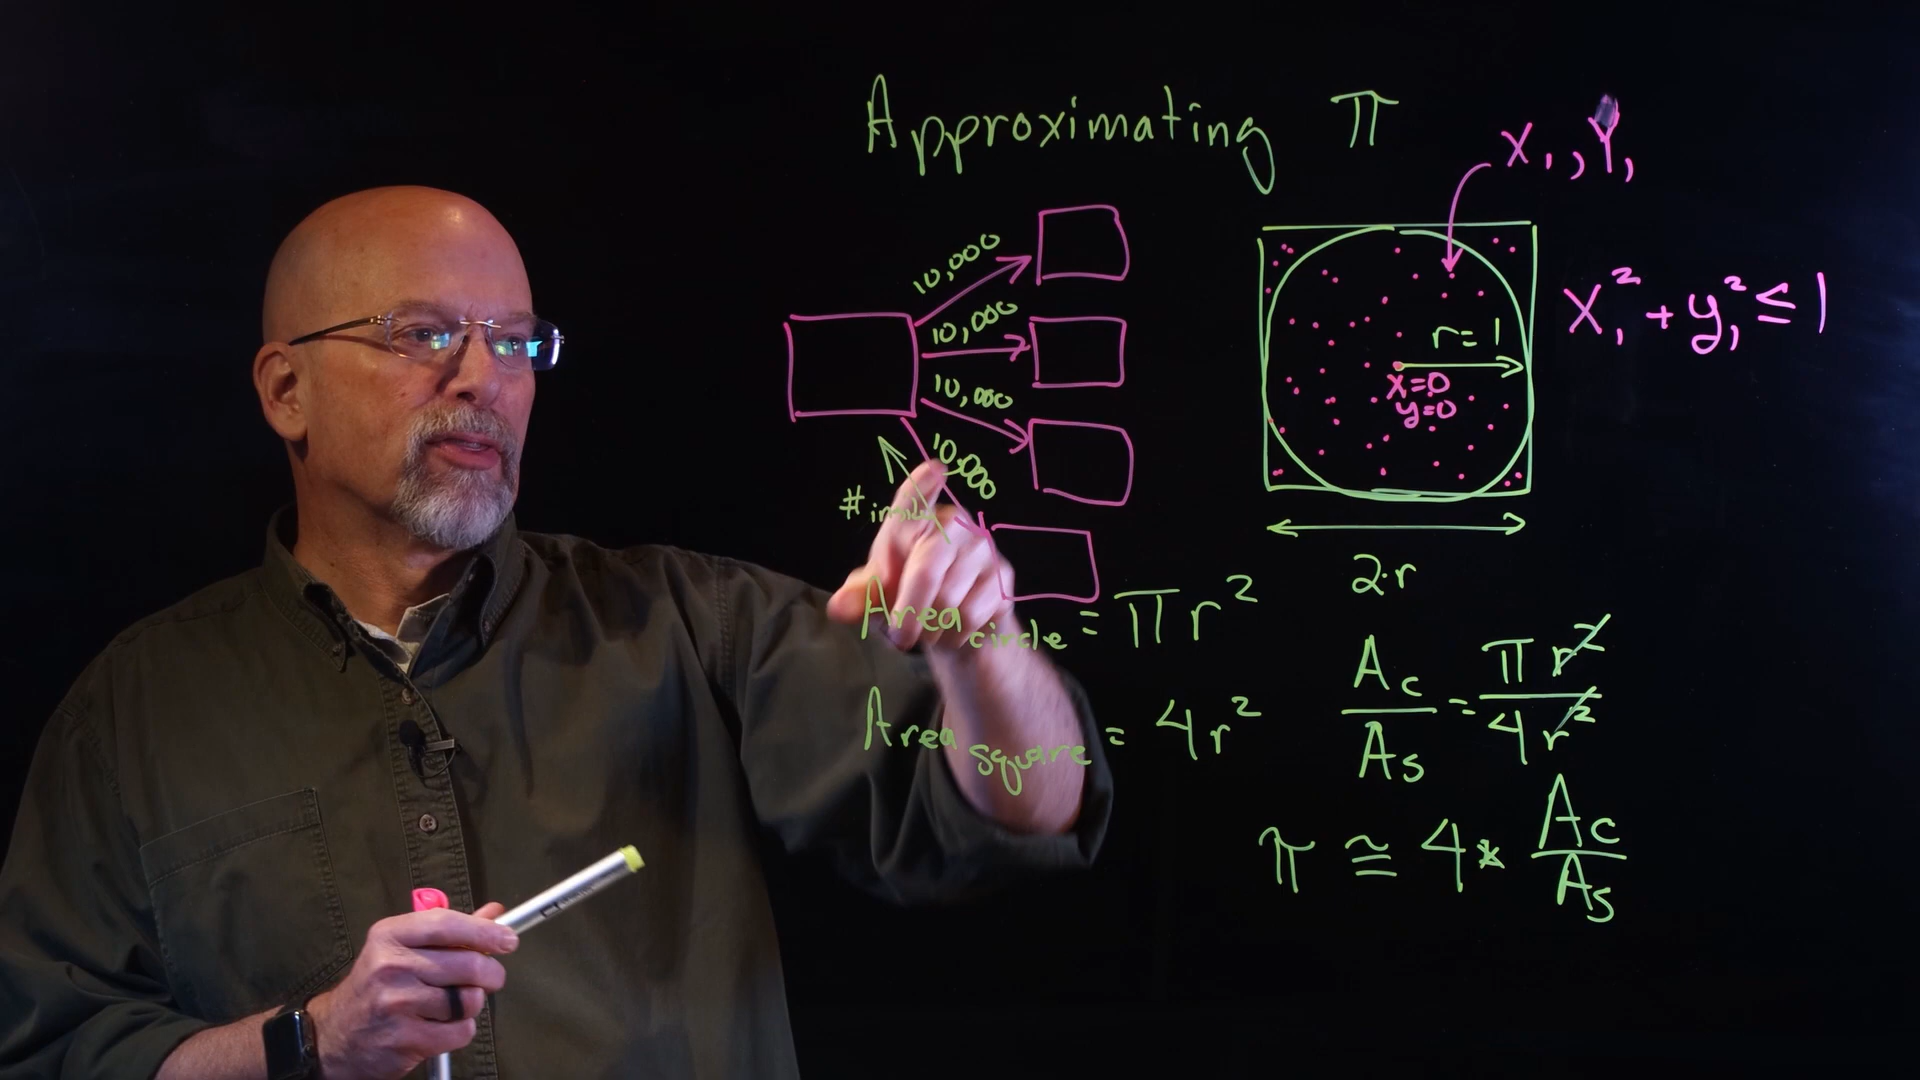 Approximating π
X₁, Y₁
10,000
10,000
10,000
10,000
# inside
r=1
x=0
y=0
X₁² + y₁² ≤ 1
2·r
Area circle = πr²
Area square = 4r²
Ac/As = πr²/4r²
π ≅ 4 * Ac/As